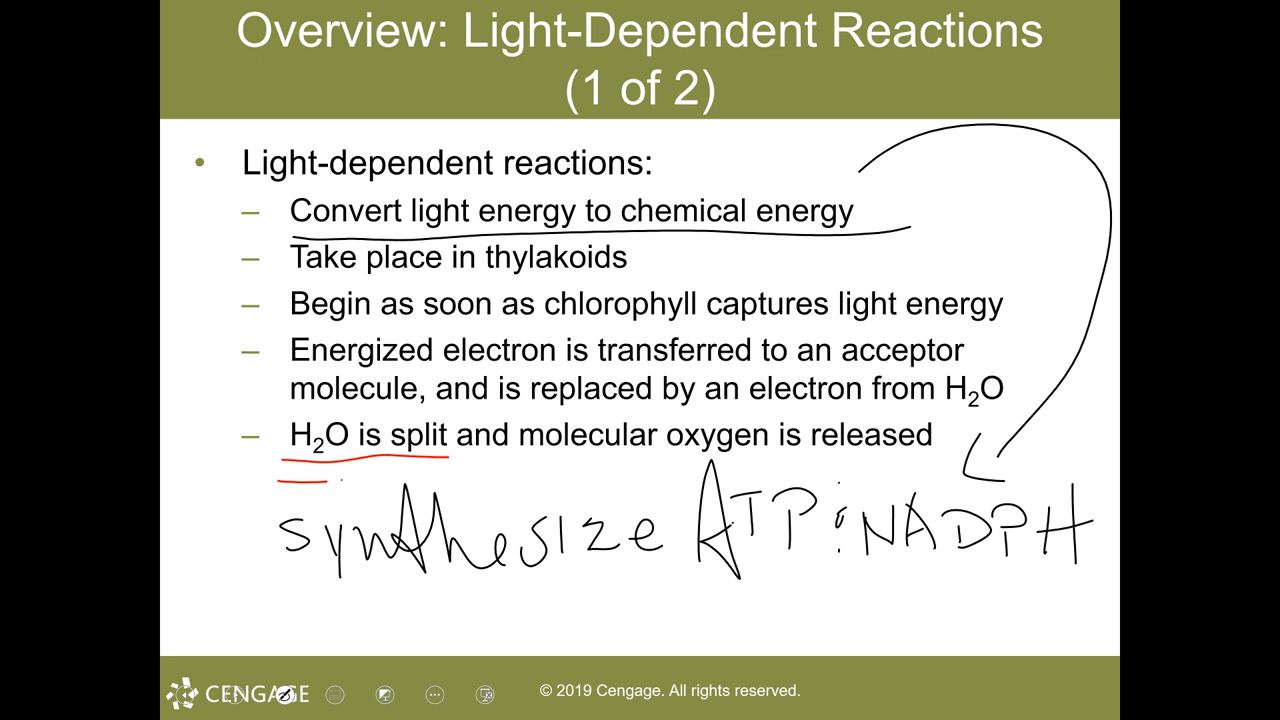 Overview: Light-Dependent Reactions
(1 of 2)
• Light-dependent reactions:
– Convert light energy to chemical energy
– Take place in thylakoids
– Begin as soon as chlorophyll captures light energy
– Energized electron is transferred to an acceptor
molecule, and is replaced by an electron from H₂O
– H₂O is split and molecular oxygen is released
synthesize ATP & NADPH
CENGAGE
© 2019 Cengage. All rights reserved.